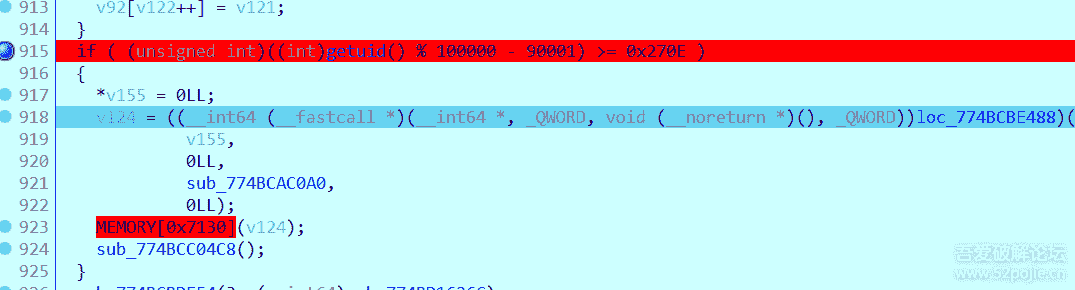 913 v92[v122++] = v121;
914 }
915 if ( (unsigned int)((int)getuid() % 100000 - 90001) >= 0x270E )
916 {
917 *v155 = 0LL;
918 v124 = ((__int64 (__fastcall *)(__int64 *, _QWORD, void (__noreturn *)(), _QWORD))loc_774BCBE488)(
919 v155,
920 0LL,
921 sub_774BCAC0A0,
922 0LL);
923 MEMORY[0x7130](v124);
924 sub_774BCC04C8();
925 }
吾爱破解论坛
www.52pojie.cn